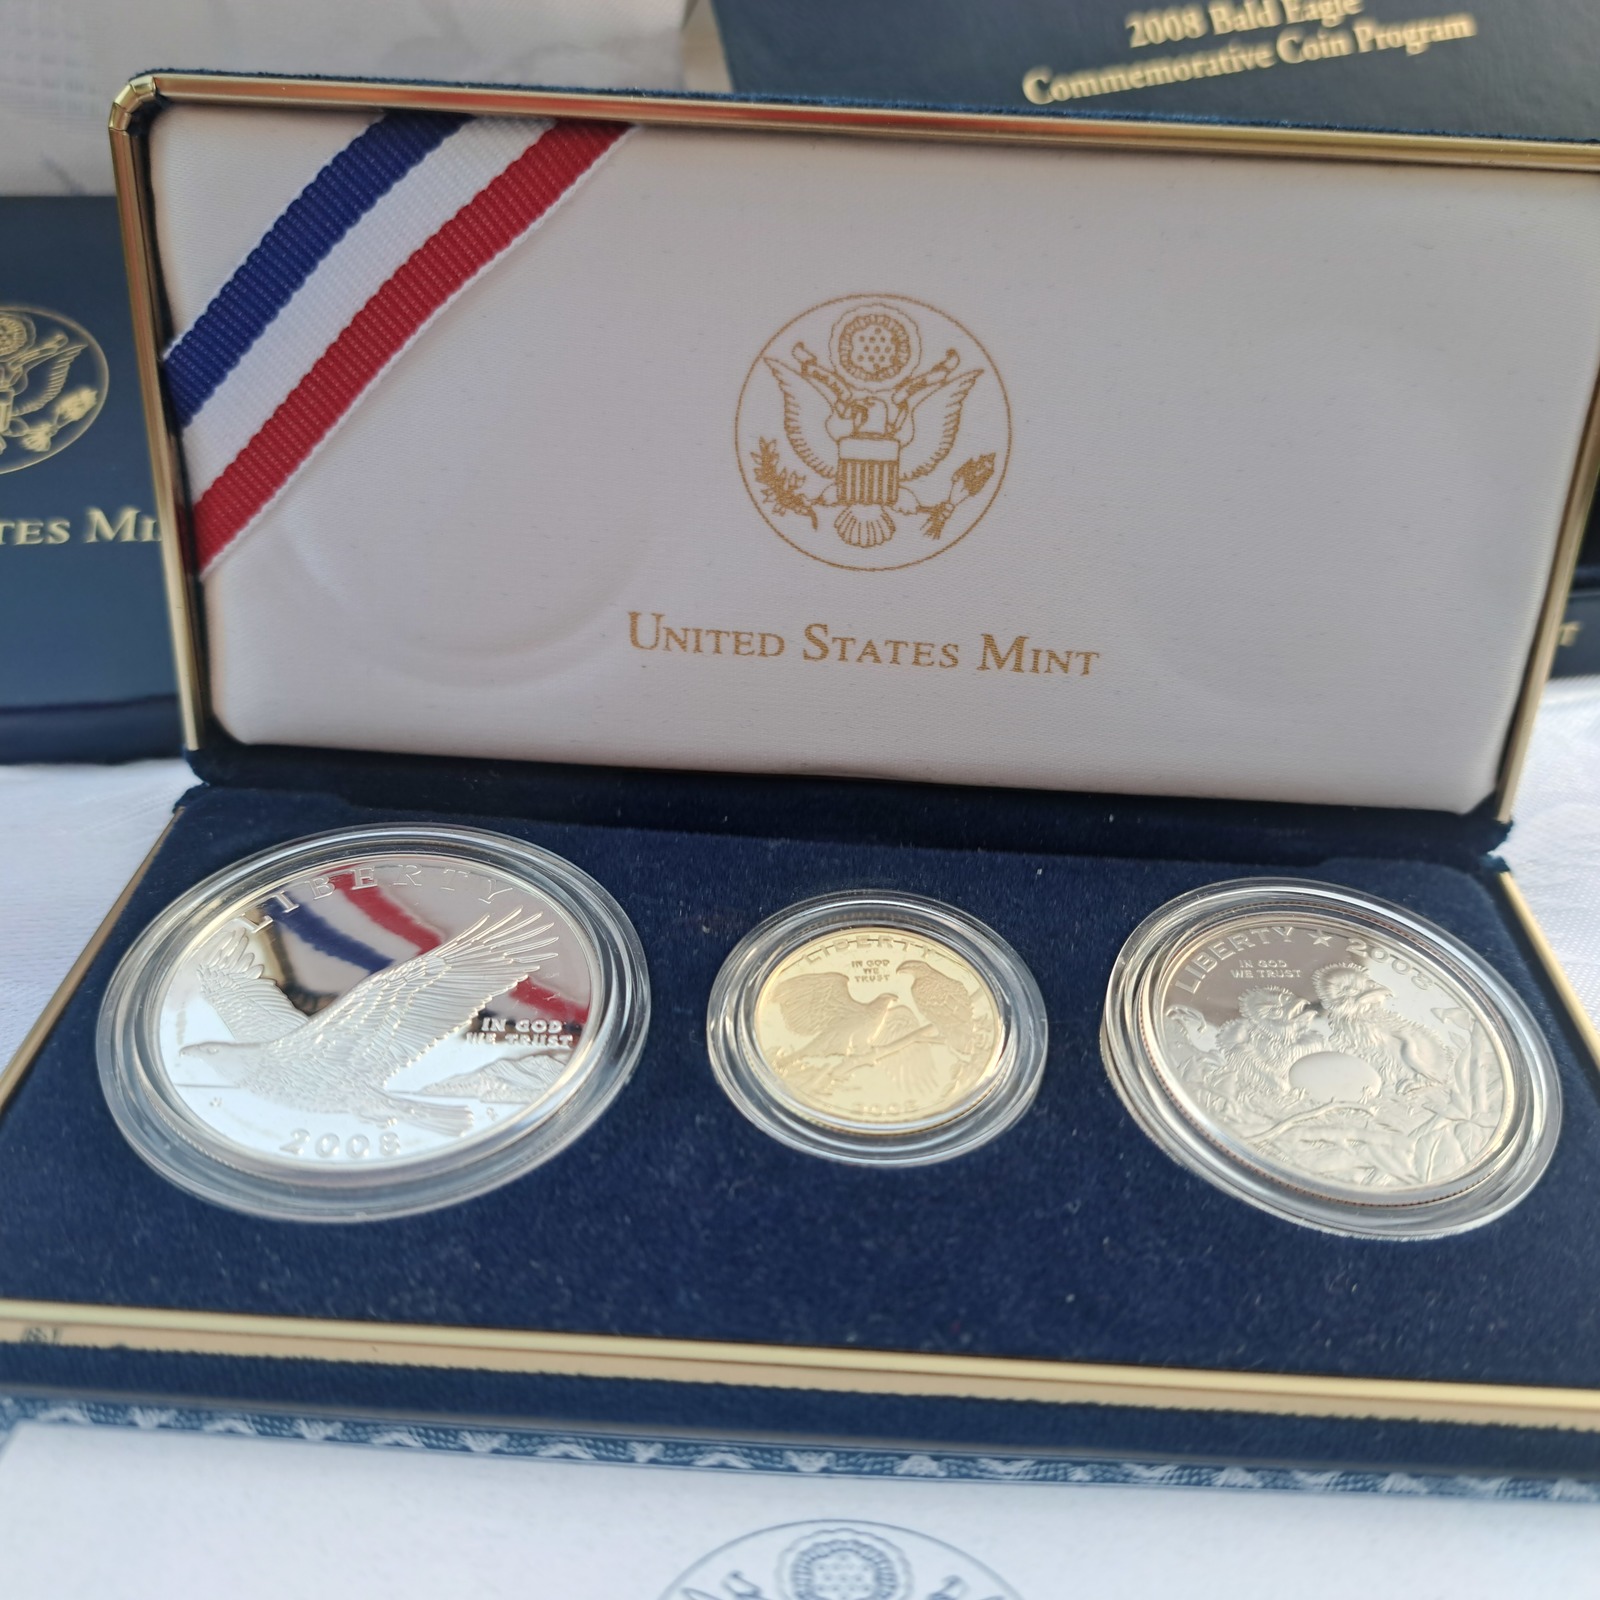 2008 Bald Eagle
Commemorative Coin Program
TES MI
UNITED STATES MINT
LIBERTY
IN GOD
WE TRUST
2008
LIBERTY
IN GOD
WE
TRUST
2008
LIBERTY ★ 2008
IN GOD
WE TRUST